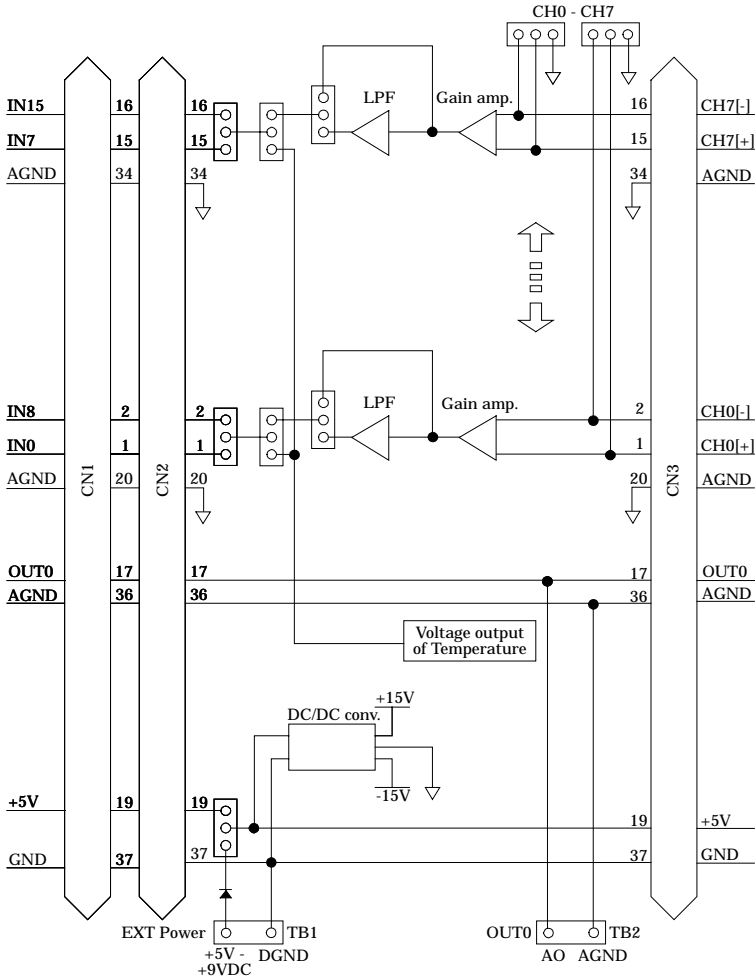 CH0 - CH7
LPF Gain amp.
IN15 16 16 16 CH7[-]
IN7 15 15 15 CH7[+]
AGND 34 34 34 AGND
LPF Gain amp.
IN8 2 2 2 CH0[-]
IN0 1 1 1 CH0[+]
AGND 20 20 20 AGND
CN1 CN2 CN3
OUT0 17 17 17 OUT0
AGND 36 36 36 AGND
Voltage output
of Temperature
+15V
DC/DC conv.
-15V
+5V 19 19 19 +5V
GND 37 37 37 GND
EXT Power TB1 OUT0 TB2
+5V - DGND AO AGND
+9VDC